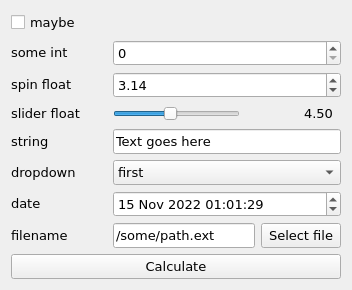 maybe
some int 0
spin float 3.14
slider float 4.50
string Text goes here
dropdown first
date 15 Nov 2022 01:01:29
filename /some/path.ext Select file
Calculate